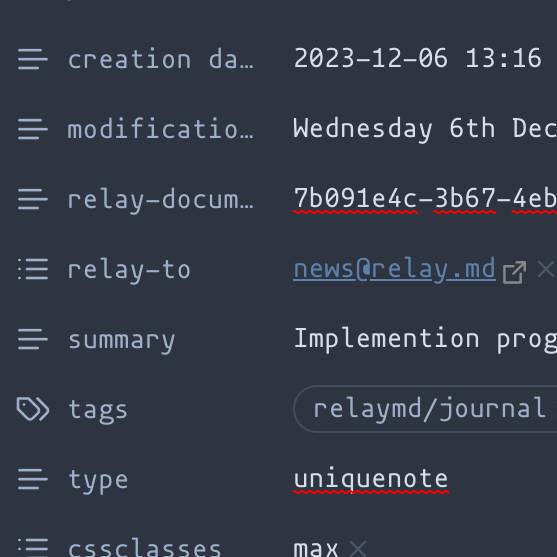 creation da… 2023-12-06 13:16
modificatio… Wednesday 6th Dec
relay-docum… 7b091e4c-3b67-4eb
relay-to news@relay.md
summary Implemention prog
tags relaymd/journal
type uniquenote
cssclasses max